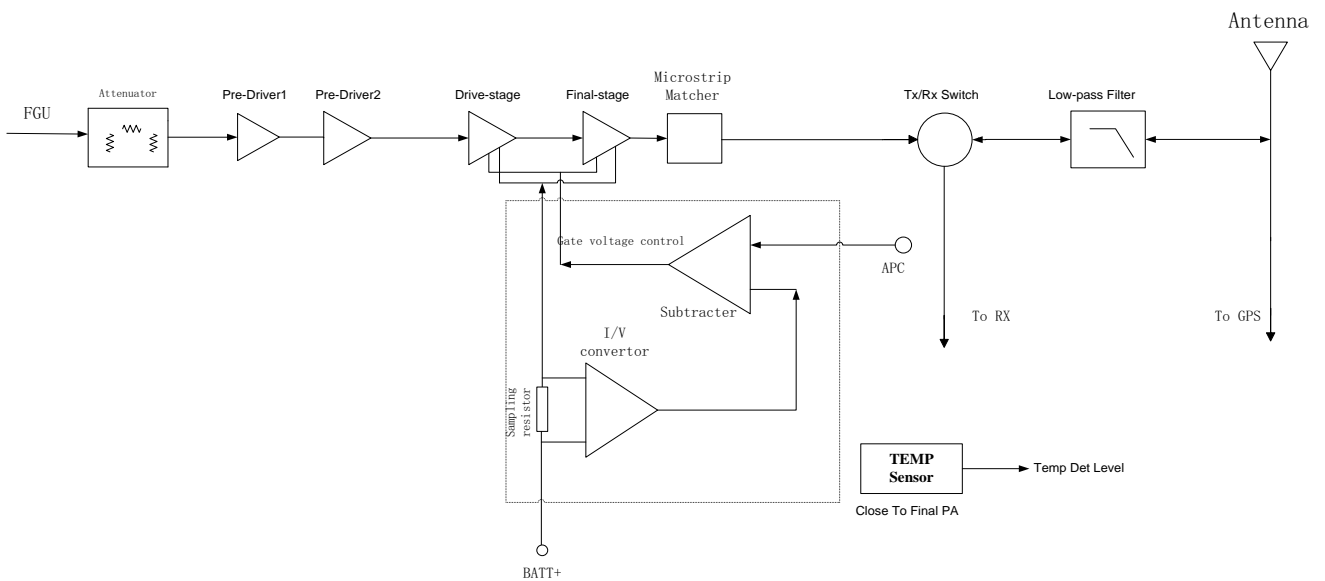 Antenna
FGU
Attenuator
Pre-Driver1
Pre-Driver2
Drive-stage
Final-stage
Microstrip
Matcher
Tx/Rx Switch
Low-pass Filter
Gate voltage control
APC
Subtracter
To RX
To GPS
I/V
convertor
Sampling
resistor
TEMP
Sensor
Temp Det Level
Close To Final PA
BATT+